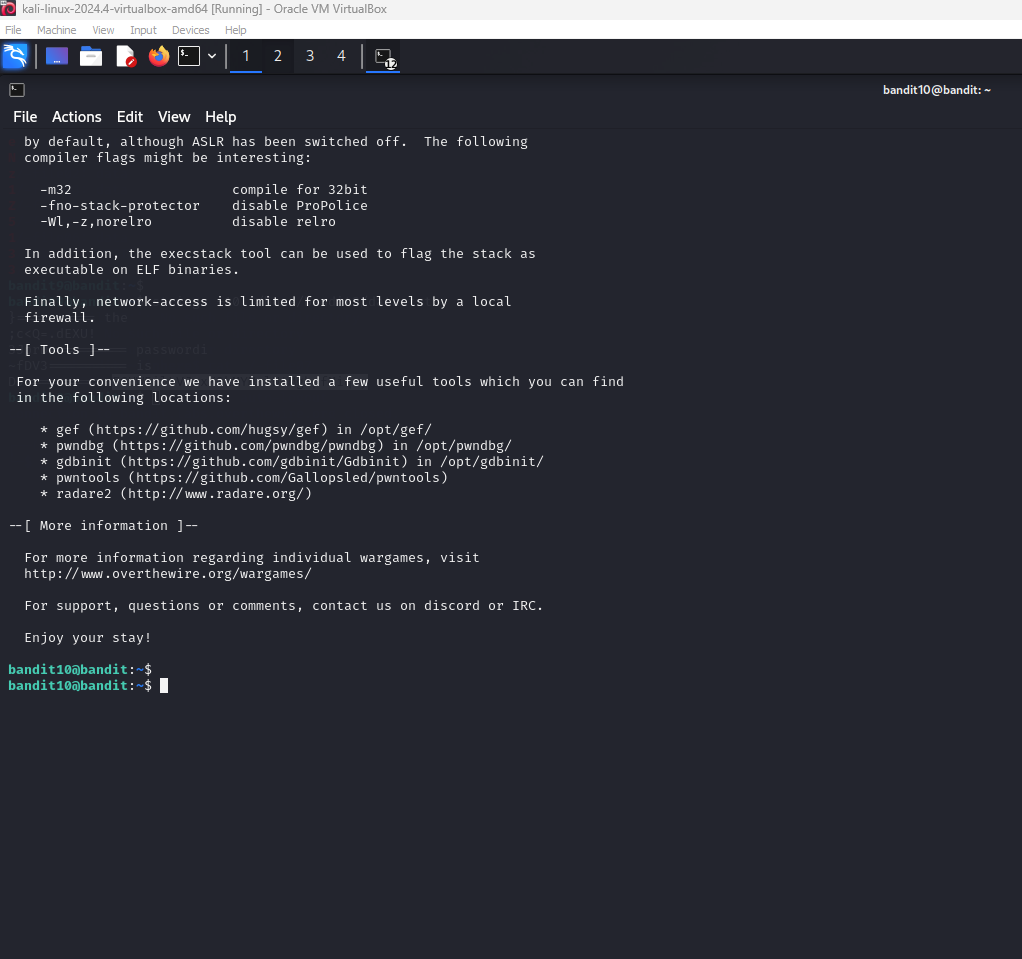 kali-linux-2024.4-virtualbox-amd64 [Running] - Oracle VM VirtualBox
File Machine View Input Devices Help
1 2 3 4 12
bandit10@bandit: ~
File Actions Edit View Help
by default, although ASLR has been switched off.  The following
compiler flags might be interesting:
-m32                    compile for 32bit
-fno-stack-protector    disable ProPolice
-Wl,-z,norelro          disable relro
In addition, the execstack tool can be used to flag the stack as
executable on ELF binaries.
Finally, network-access is limited for most levels by a local
firewall.
--[ Tools ]--
For your convenience we have installed a few useful tools which you can find
in the following locations:
* gef (https://github.com/hugsy/gef) in /opt/gef/
* pwndbg (https://github.com/pwndbg/pwndbg) in /opt/pwndbg/
* gdbinit (https://github.com/gdbinit/Gdbinit) in /opt/gdbinit/
* pwntools (https://github.com/Gallopsled/pwntools)
* radare2 (http://www.radare.org/)
--[ More information ]--
For more information regarding individual wargames, visit
http://www.overthewire.org/wargames/
For support, questions or comments, contact us on discord or IRC.
Enjoy your stay!
bandit10@bandit:~$
bandit10@bandit:~$